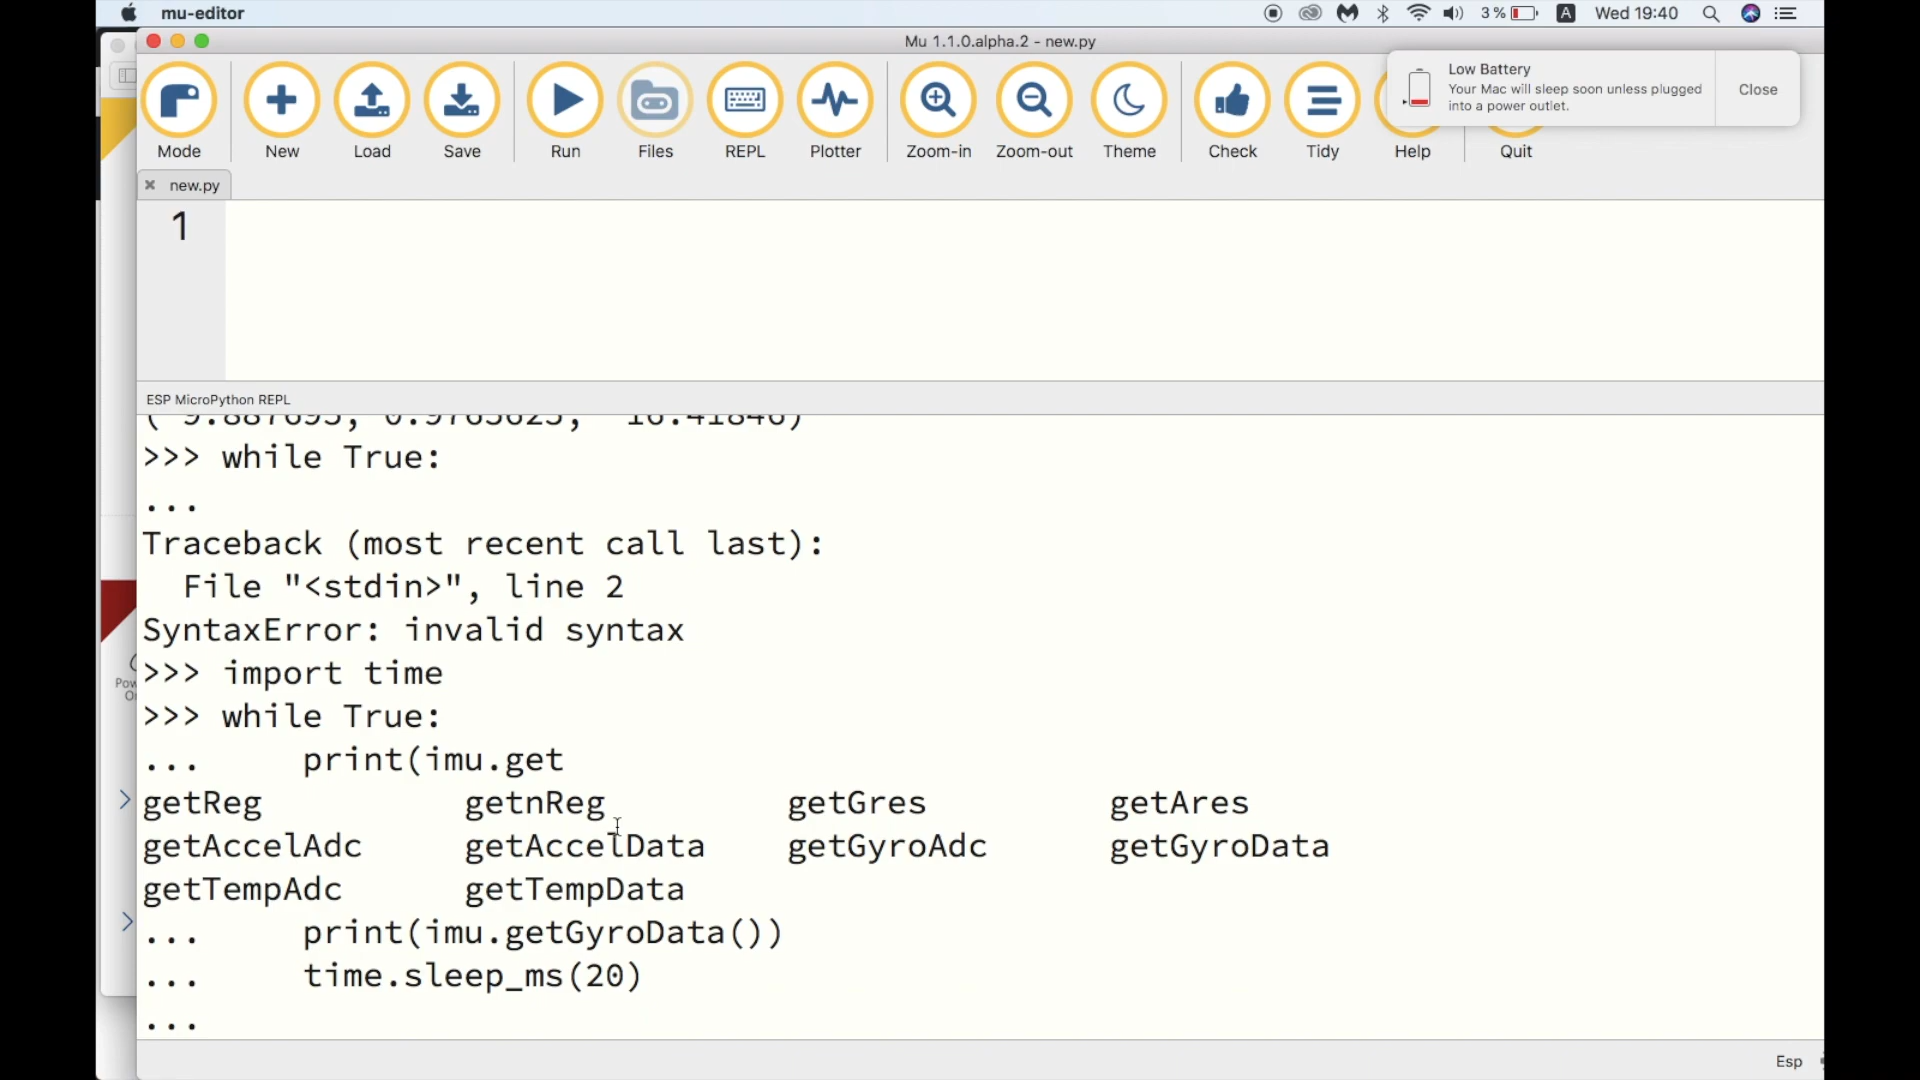 mu-editor
3% A Wed 19:40
Mu 1.1.0.alpha.2 - new.py
Low Battery
Your Mac will sleep soon unless plugged
into a power outlet.
Close
Mode New Load Save Run Files REPL Plotter Zoom-in Zoom-out Theme Check Tidy Help Quit
new.py
1
ESP MicroPython REPL
>>> while True:
...
Traceback (most recent call last):
File "<stdin>", line 2
SyntaxError: invalid syntax
>>> import time
>>> while True:
... print(imu.get
getReg getnReg getGres getAres
getAccelAdc getAccelData getGyroAdc getGyroData
getTempAdc getTempData
... print(imu.getGyroData())
... time.sleep_ms(20)
...
Esp